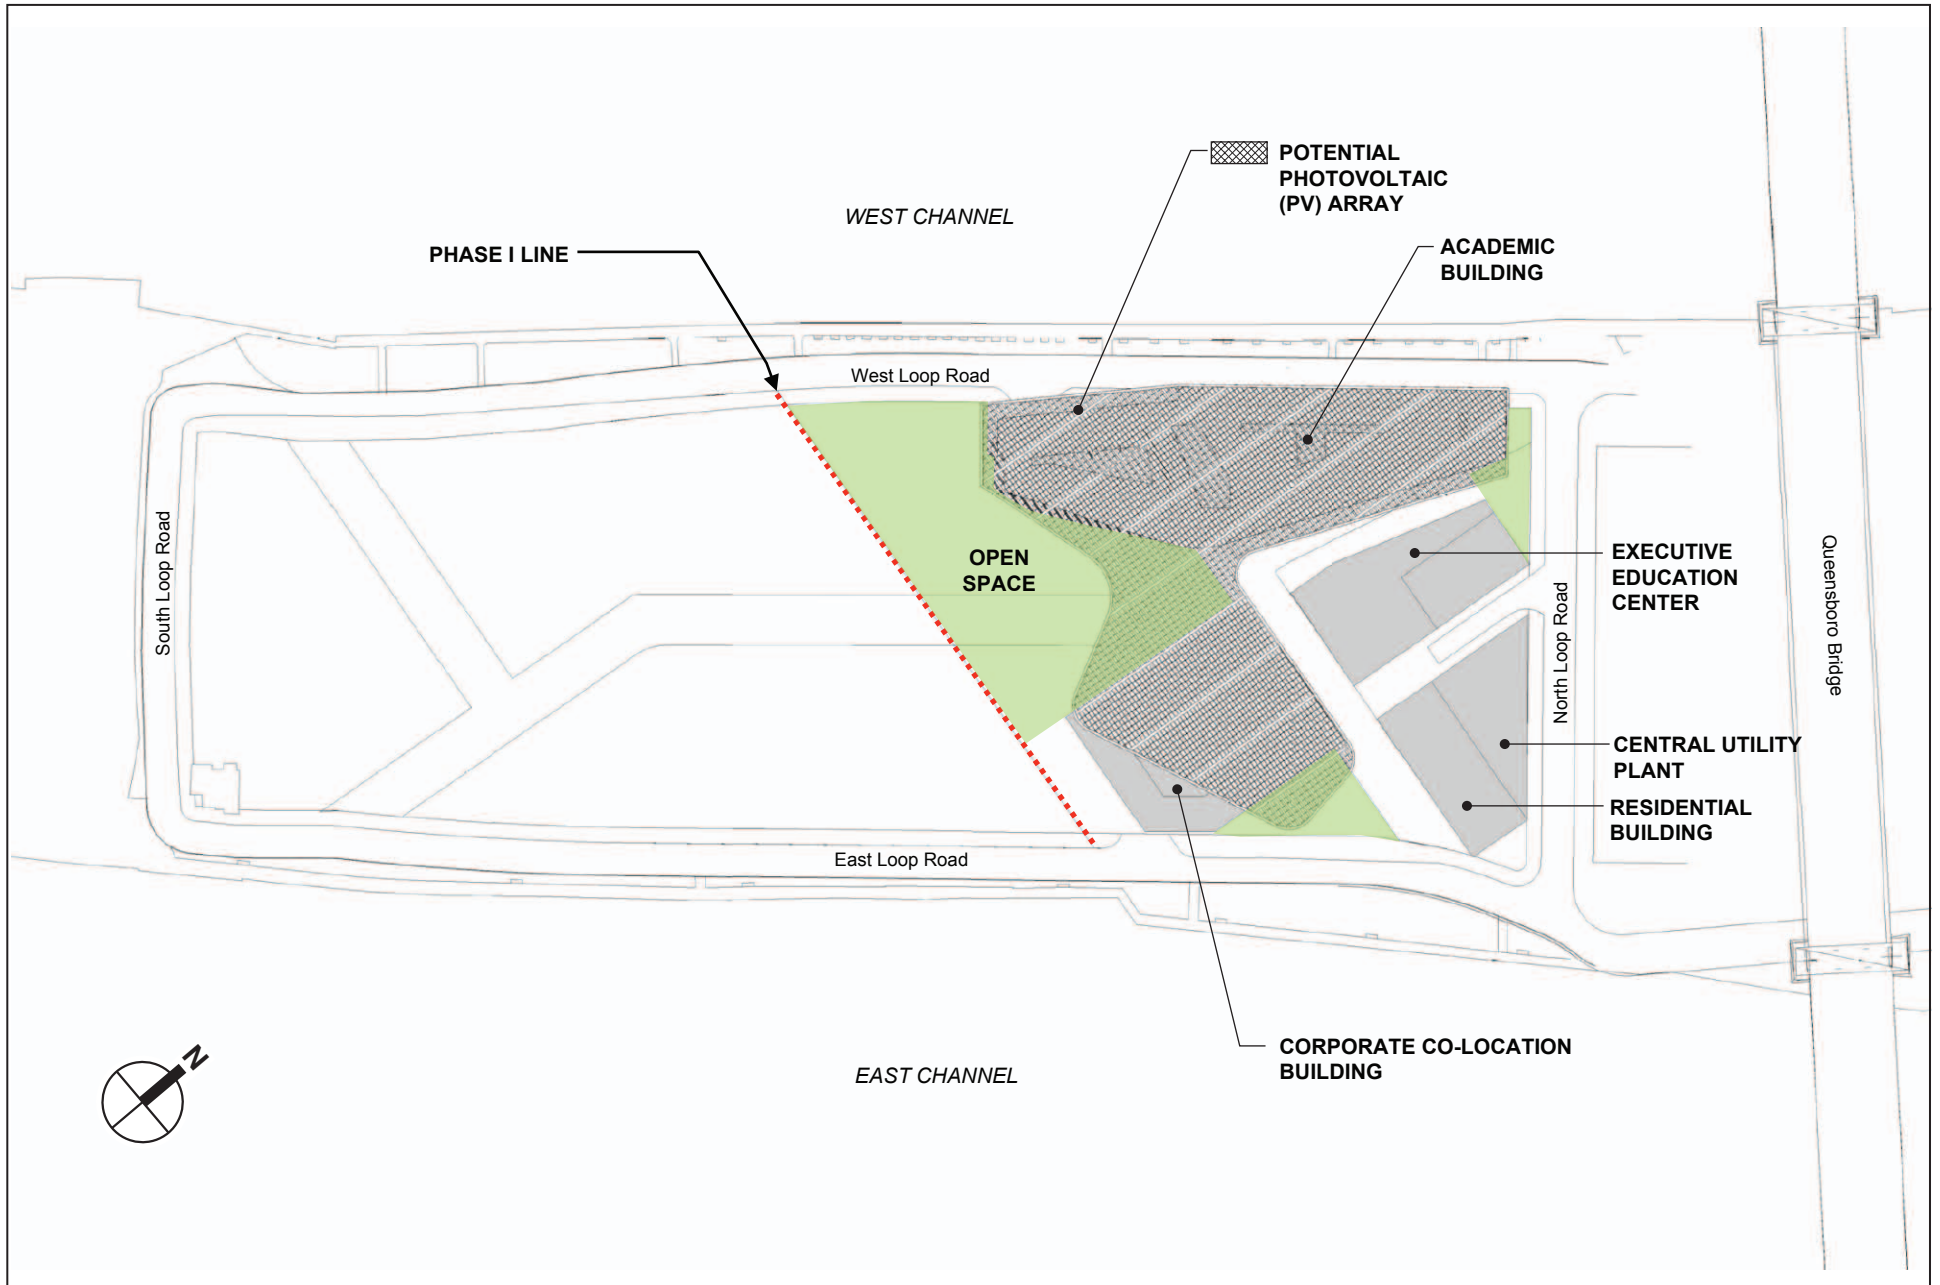 POTENTIAL
PHOTOVOLTAIC
(PV) ARRAY
WEST CHANNEL
PHASE I LINE
ACADEMIC
BUILDING
West Loop Road
South Loop Road
OPEN
SPACE
EXECUTIVE
EDUCATION
CENTER
North Loop Road
Queensboro Bridge
CENTRAL UTILITY
PLANT
RESIDENTIAL
BUILDING
East Loop Road
CORPORATE CO-LOCATION
BUILDING
EAST CHANNEL
N